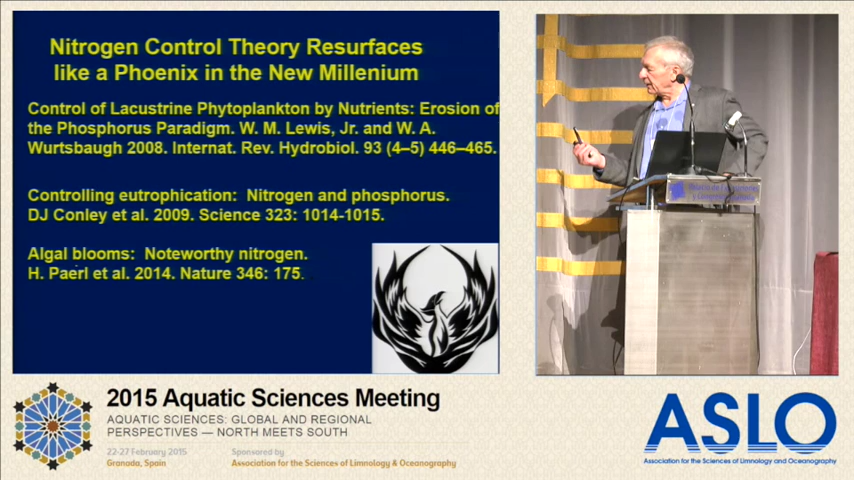 Nitrogen Control Theory Resurfaces
like a Phoenix in the New Millenium
Control of Lacustrine Phytoplankton by Nutrients: Erosion of
the Phosphorus Paradigm. W. M. Lewis, Jr. and W. A.
Wurtsbaugh 2008. Internat. Rev. Hydrobiol. 93 (4–5) 446–465.
Controlling eutrophication: Nitrogen and phosphorus.
DJ Conley et al. 2009. Science 323: 1014-1015.
Algal blooms: Noteworthy nitrogen.
H. Paerl et al. 2014. Nature 346: 175.
2015 Aquatic Sciences Meeting
AQUATIC SCIENCES: GLOBAL AND REGIONAL
PERSPECTIVES — NORTH MEETS SOUTH
22-27 February 2015
Granada, Spain
Sponsored by
Association for the Sciences of Limnology & Oceanography
ASLO
Association for the Sciences of Limnology and Oceanography